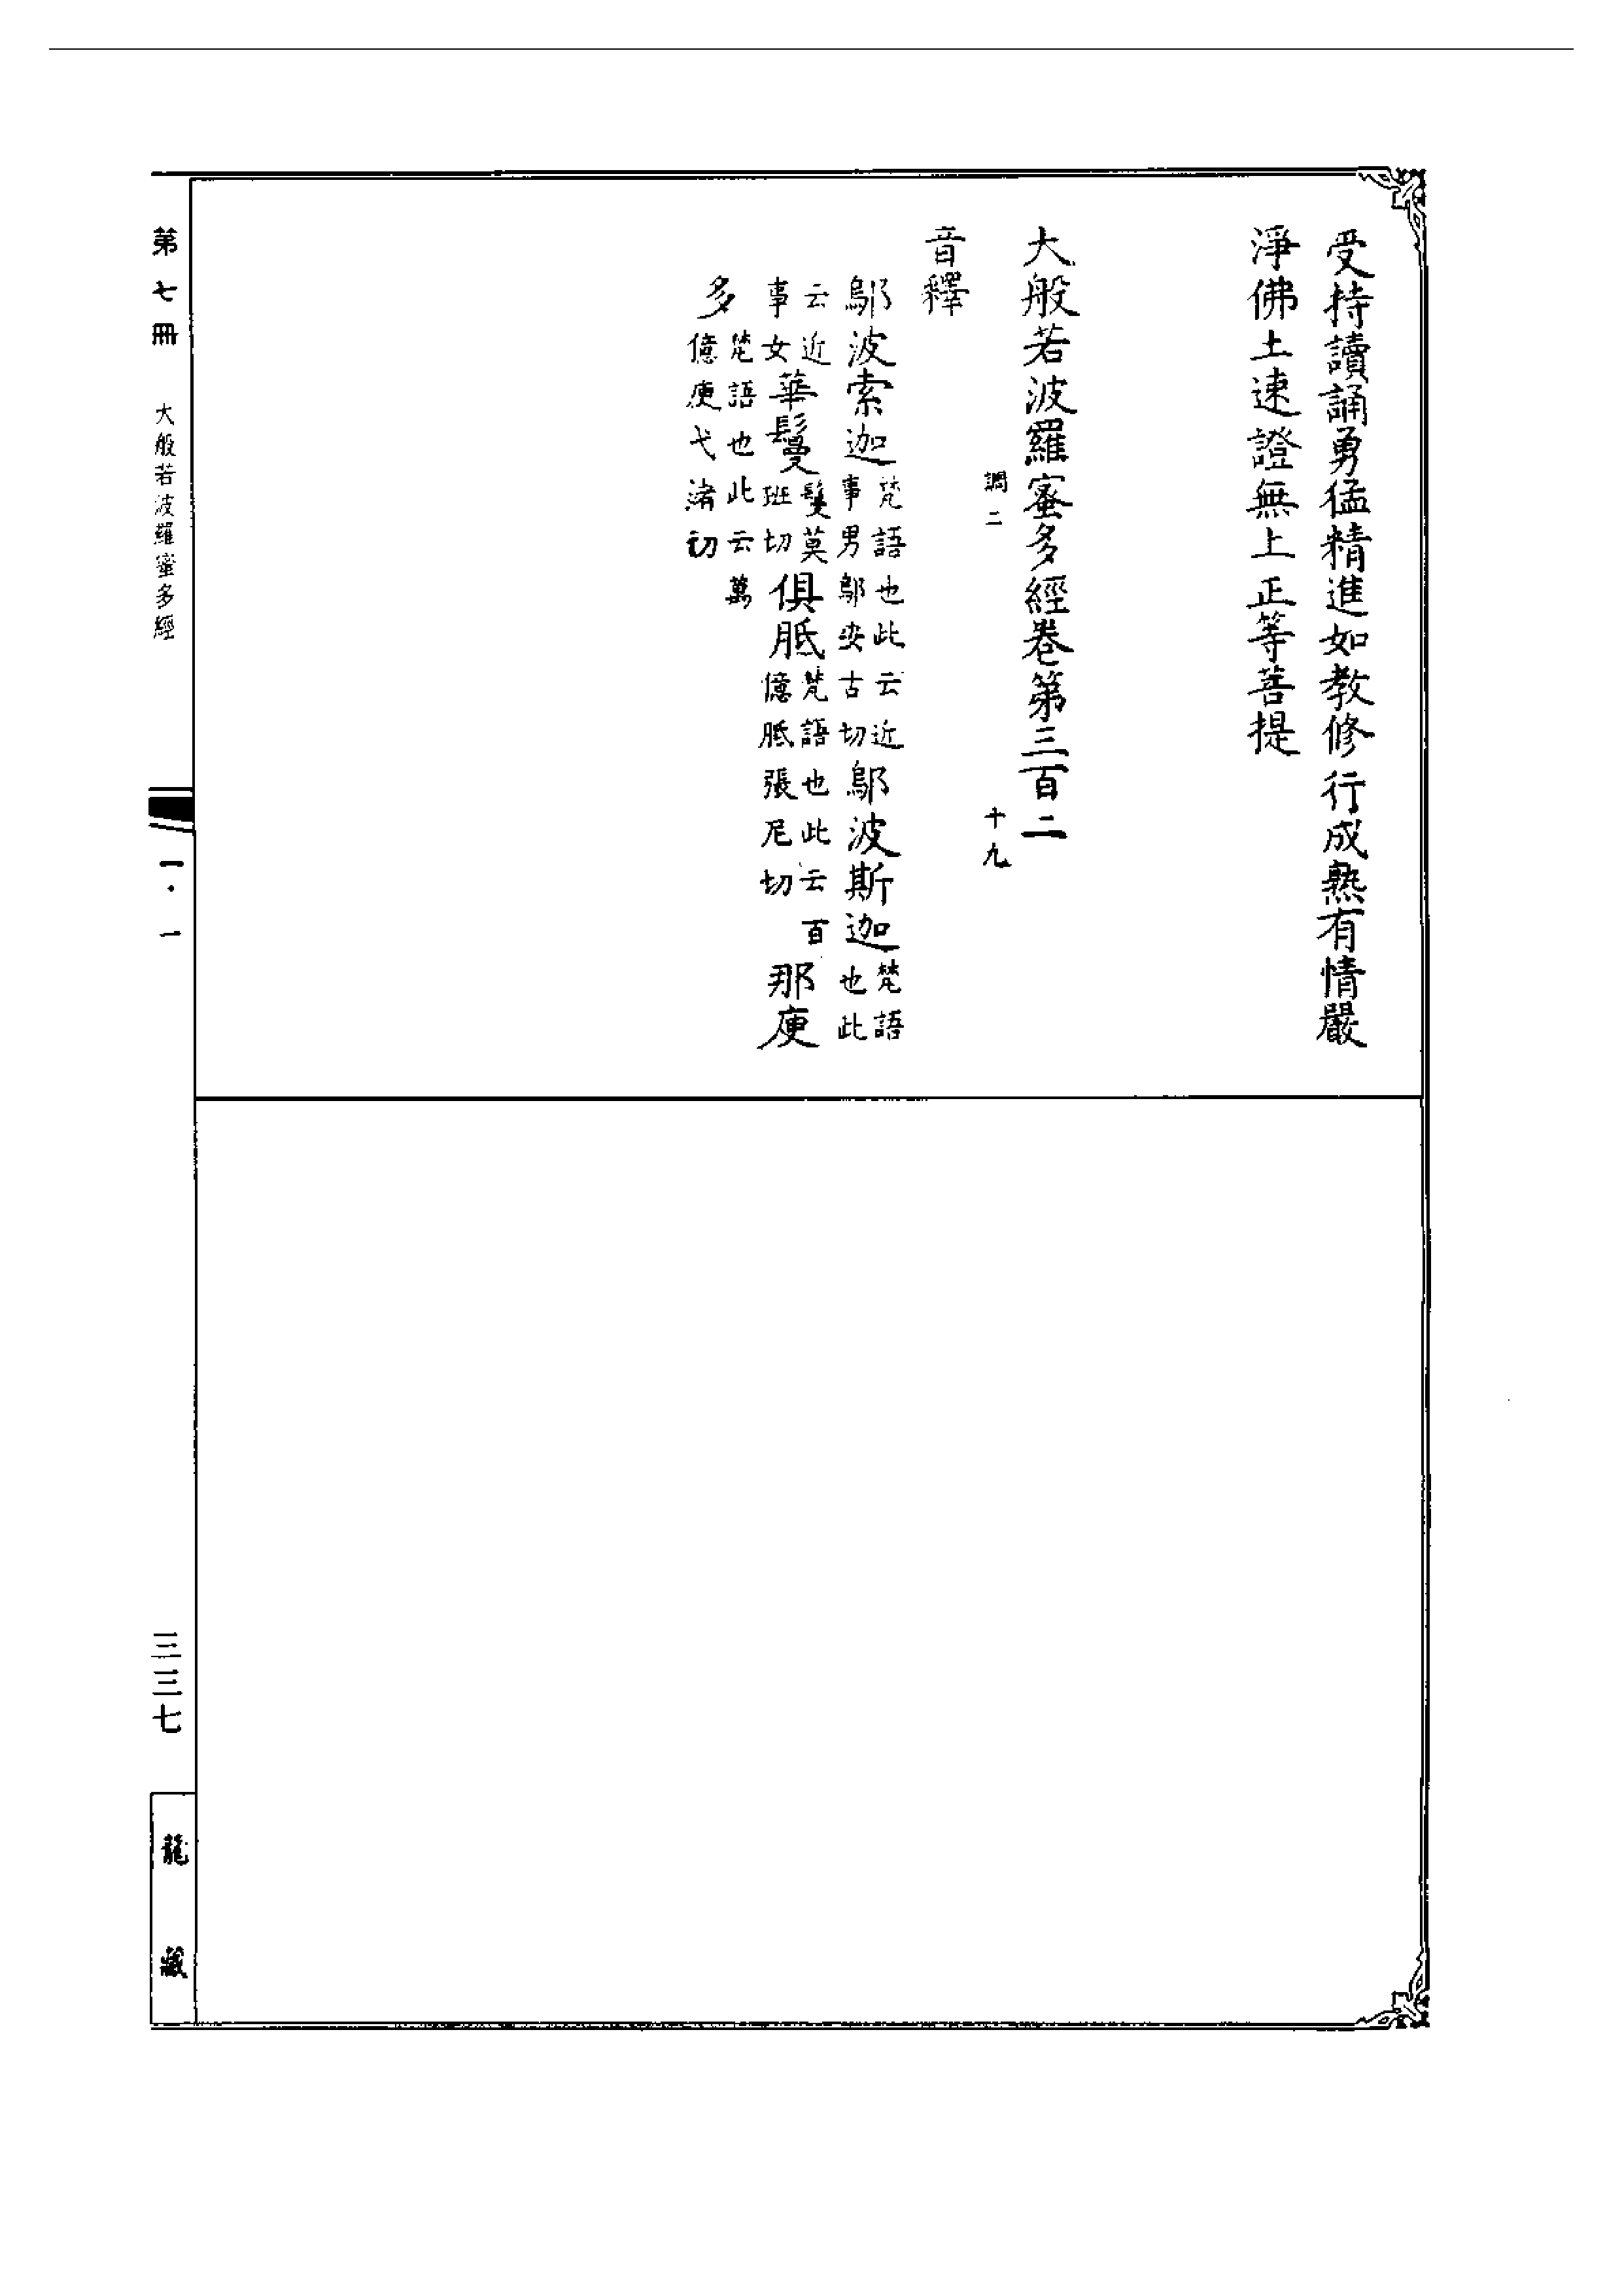 受持讀誦勇猛精進如教修行成熟有情嚴
淨佛土速證無上正等菩提
大般若波羅蜜多經卷第三百二
調二 十九
音釋
鄔波索迦梵語也此云近事男鄔安古切鄔波斯迦梵語也此
云近事女華鬘鬘莫班切俱胝梵語也此云百億胝張尼切那庾
多梵語也此云萬億庾弋渚切
第七冊 大般若波羅蜜多經 一·一 三三七 龍藏